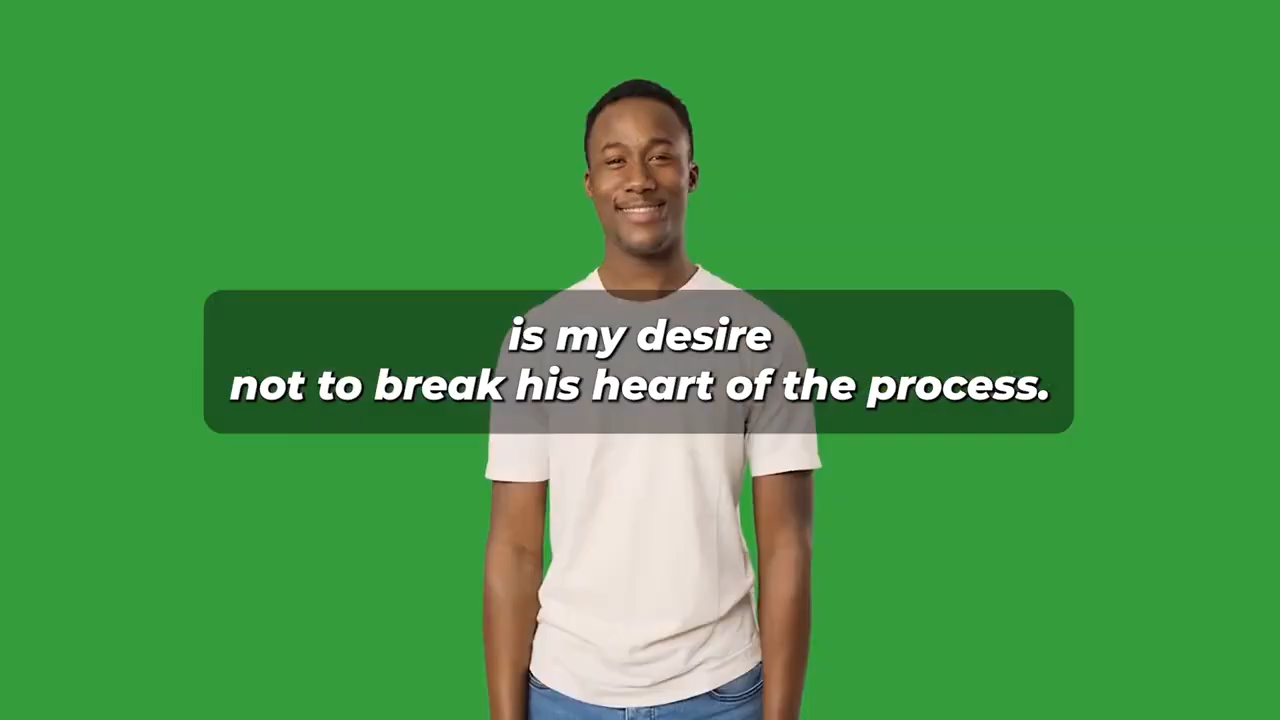 is my desire
not to break his heart of the process.